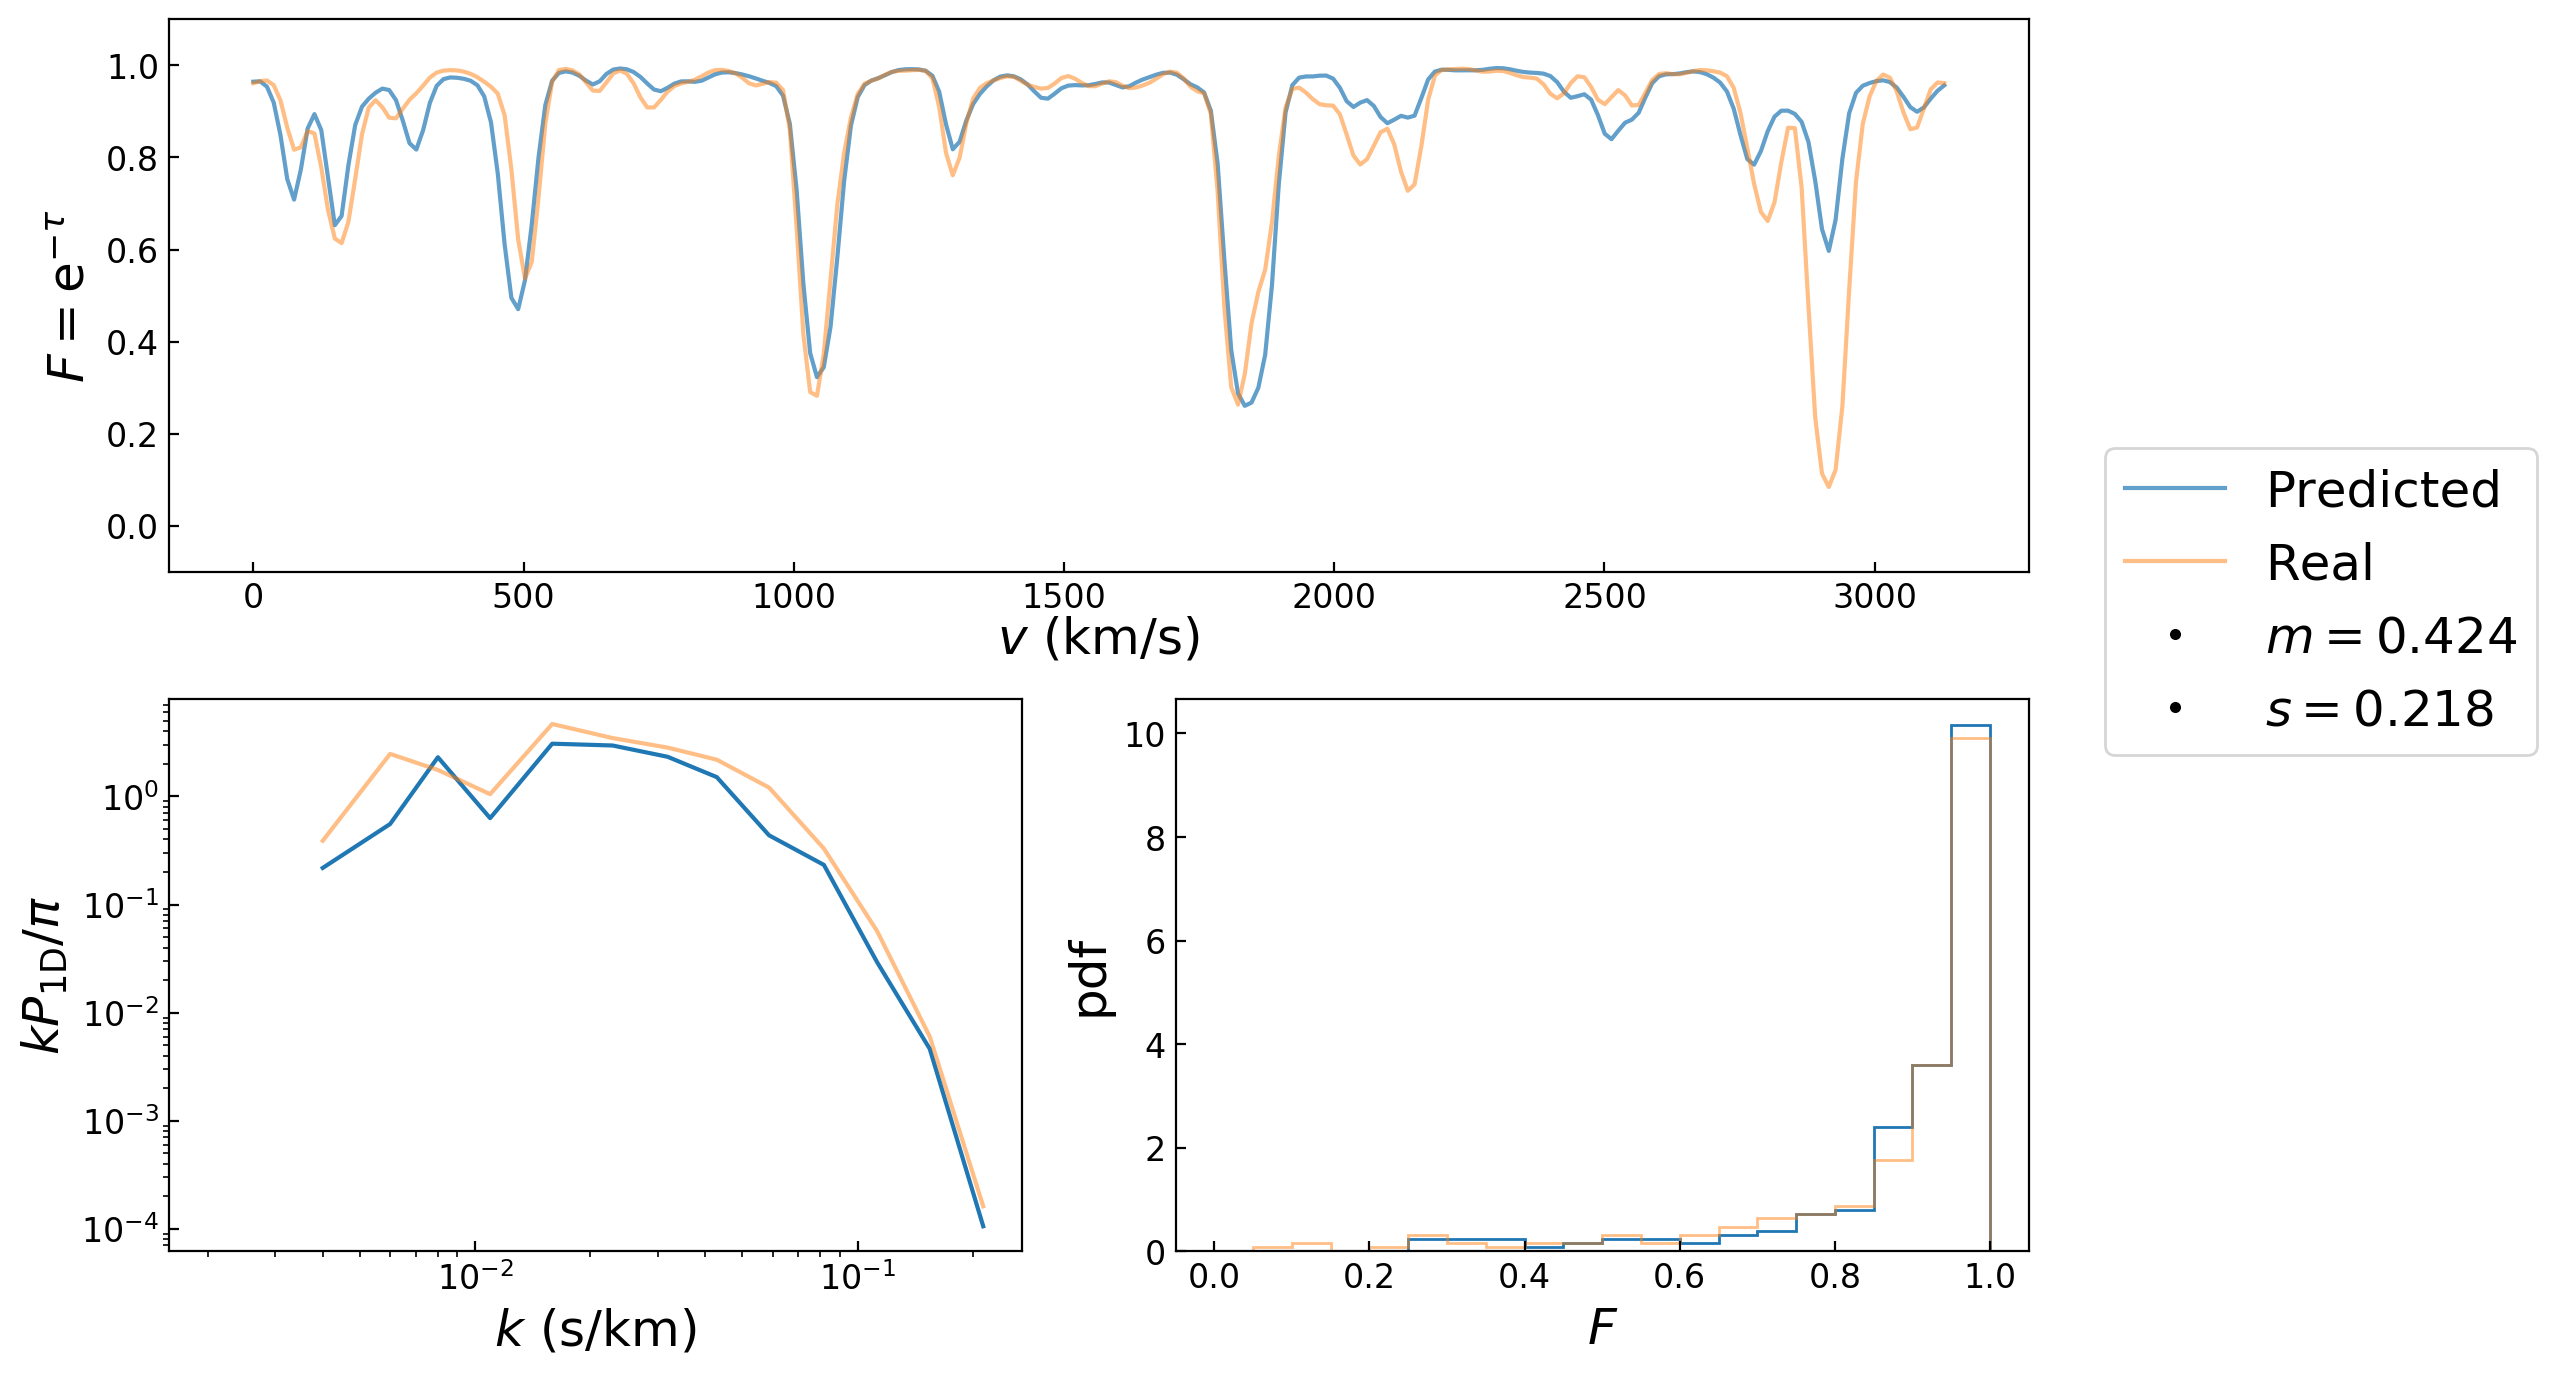 F = e^{−τ}
1.0
0.8
0.6
0.4
0.2
0.0
0 500 1000 1500 2000 2500 3000
v (km/s)
Predicted
Real
m = 0.424
s = 0.218
kP_{1D}/π
10^0
10^{−1}
10^{−2}
10^{−3}
10^{−4}
10^{−2} 10^{−1}
k (s/km)
pdf
10
8
6
4
2
0
0.0 0.2 0.4 0.6 0.8 1.0
F